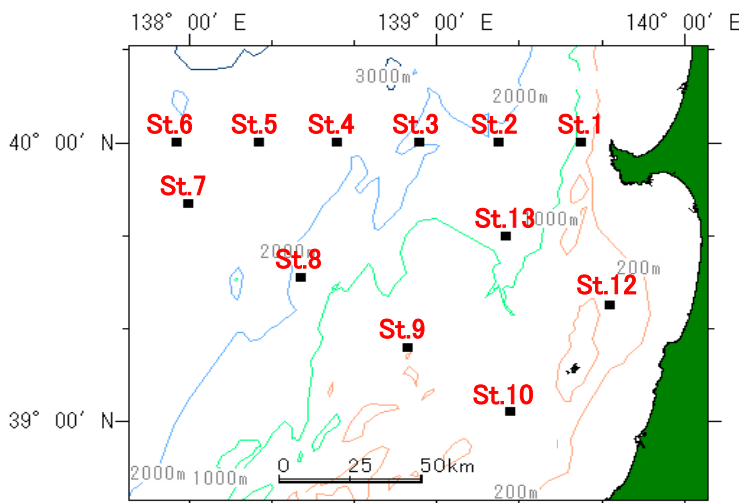 138° 00' E
139° 00' E
140° 00' E
3000m
2000m
St.6
St.5
St.4
St.3
St.2
St.1
40° 00' N
St.7
St.13
1000m
2000m
St.8
200m
St.12
St.9
St.10
39° 00' N
2000m
1000m
0
25
50km
200m